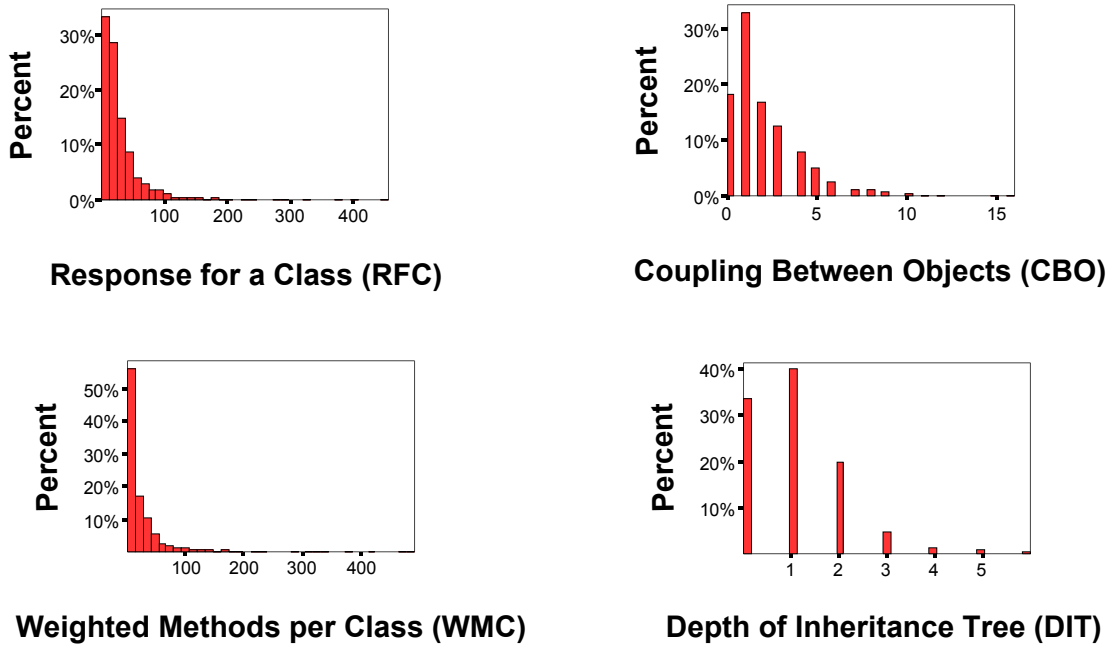 Percent
30%
20%
10%
0%
100 200 300 400
Response for a Class (RFC)
Percent
30%
20%
10%
0%
0 5 10 15
Coupling Between Objects (CBO)
Percent
50%
40%
30%
20%
10%
100 200 300 400
Weighted Methods per Class (WMC)
Percent
40%
30%
20%
10%
1 2 3 4 5
Depth of Inheritance Tree (DIT)